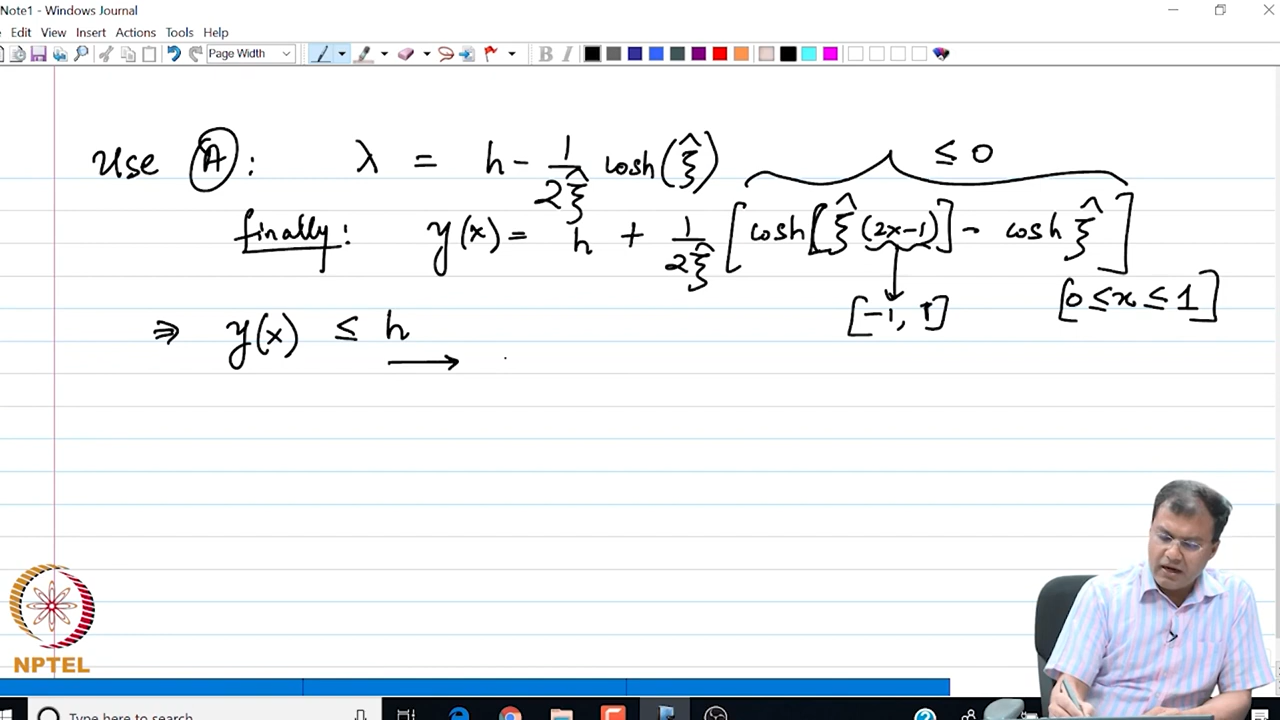 Note1 - Windows Journal
Edit View Insert Actions Tools Help
Page Width B I
Use (A): λ = h - 1/2ξ̂ cosh(ξ̂) ≤ 0
finally: y(x) = h + 1/2ξ̂ [cosh[ξ̂(2x-1)] - cosh ξ̂]
[-1, 1] [0 ≤ x ≤ 1]
⇒ y(x) ≤ h
NPTEL
Type here to search